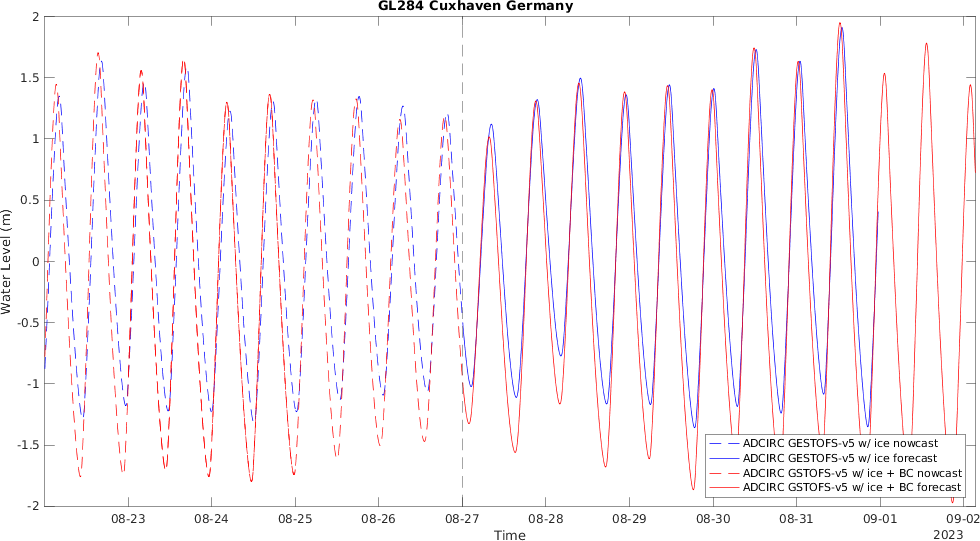 GL284 Cuxhaven Germany
2
1.5
1
0.5
0
-0.5
-1
-1.5
-2
Water Level (m)
ADCIRC GESTOFS-v5 w/ ice nowcast
ADCIRC GESTOFS-v5 w/ ice forecast
ADCIRC GSTOFS-v5 w/ ice + BC nowcast
ADCIRC GSTOFS-v5 w/ ice + BC forecast
08-23 08-24 08-25 08-26 08-27 08-28 08-29 08-30 08-31 09-01 09-02
Time
2023